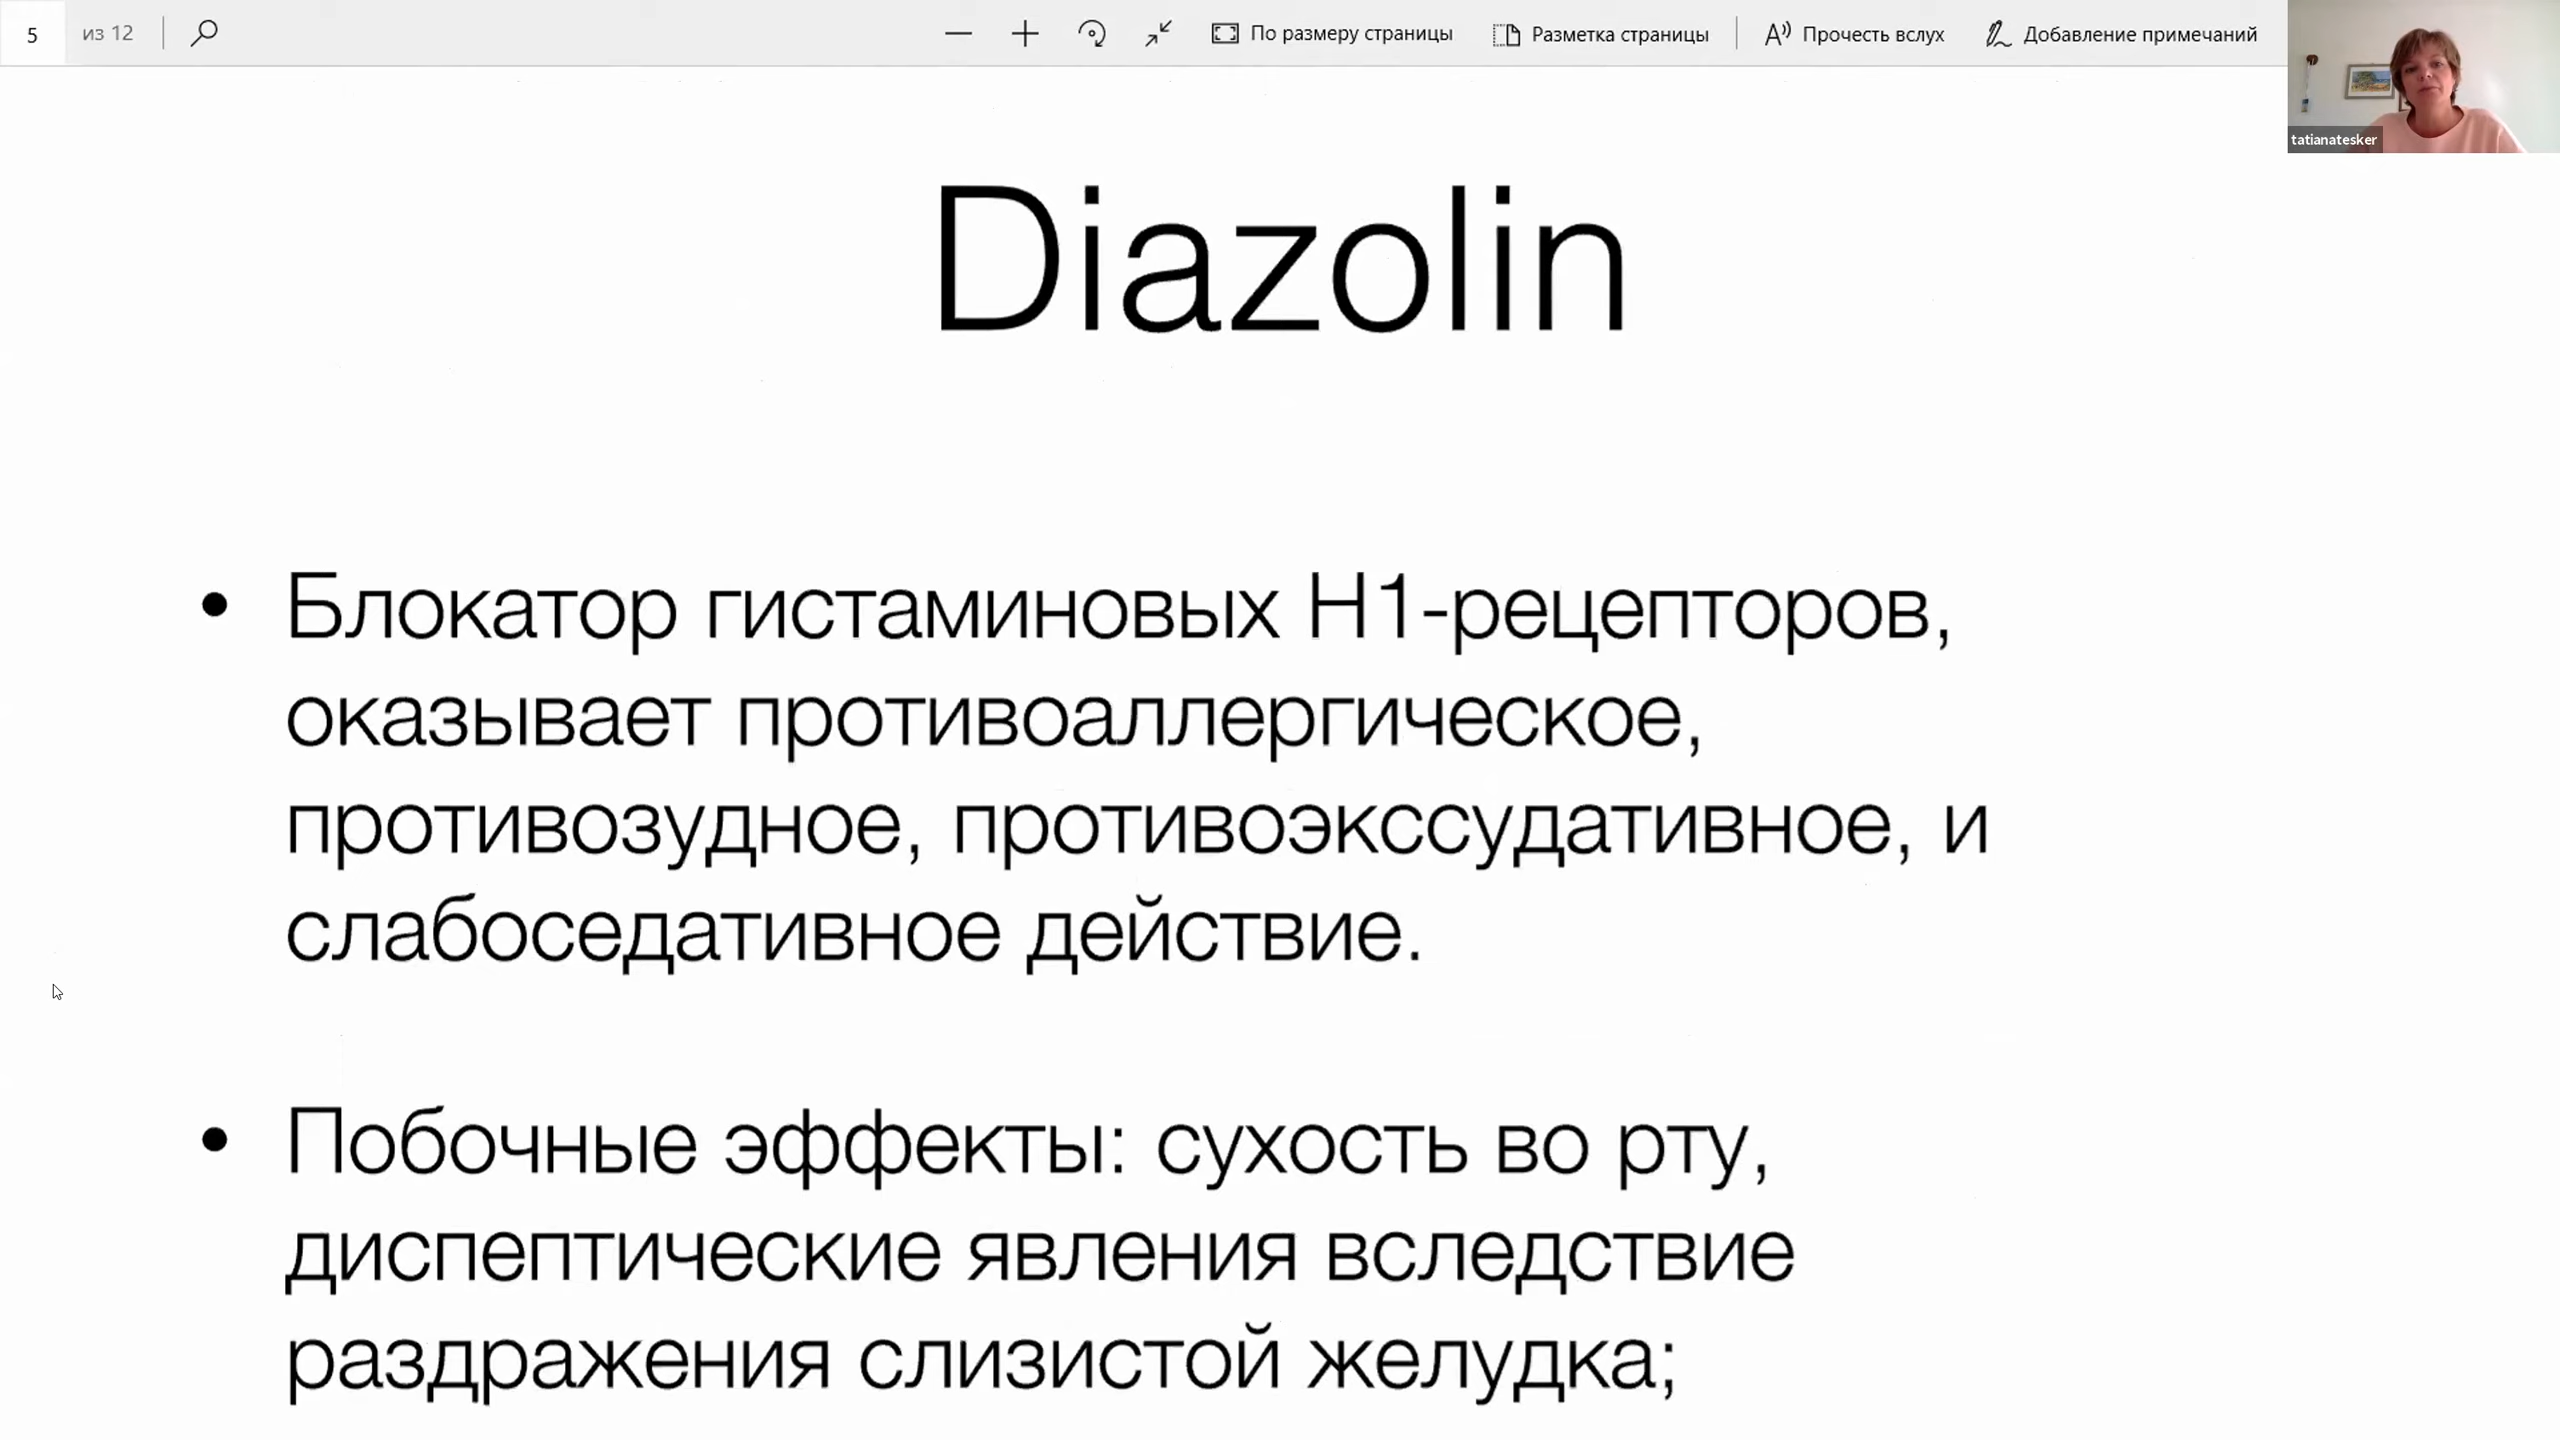 5 из 12 По размеру страницы Разметка страницы Прочесть вслух Добавление примечаний
tatianatesker
Diazolin
• Блокатор гистаминовых H1-рецепторов,
оказывает противоаллергическое,
противозудное, противоэкссудативное, и
слабоседативное действие.
• Побочные эффекты: сухость во рту,
диспептические явления вследствие
раздражения слизистой желудка;